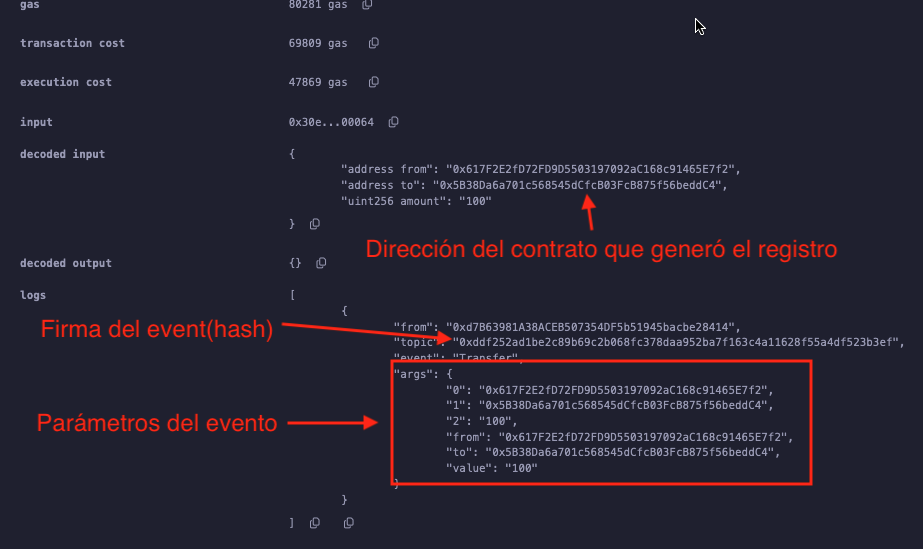 gas 80281 gas
transaction cost 69809 gas
execution cost 47869 gas
input 0x30e...00064
decoded input {
"address from": "0x617F2E2fD72FD9D5503197092aC168c91465E7f2",
"address to": "0x5B38Da6a701c568545dCfcB03FcB875f56beddC4",
"uint256 amount": "100"
}
Dirección del contrato que generó el registro
decoded output {}
logs [
{
Firma del event(hash)
"from": "0xd7B63981A38ACEB507354DF5b51945bacbe28414",
"topic": "0xddf252ad1be2c89b69c2b068fc378daa952ba7f163c4a11628f55a4df523b3ef",
"event": "Transfer",
"args": {
"0": "0x617F2E2fD72FD9D5503197092aC168c91465E7f2",
"1": "0x5B38Da6a701c568545dCfcB03FcB875f56beddC4",
"2": "100",
Parámetros del evento
"from": "0x617F2E2fD72FD9D5503197092aC168c91465E7f2",
"to": "0x5B38Da6a701c568545dCfcB03FcB875f56beddC4",
"value": "100"
}
}
]